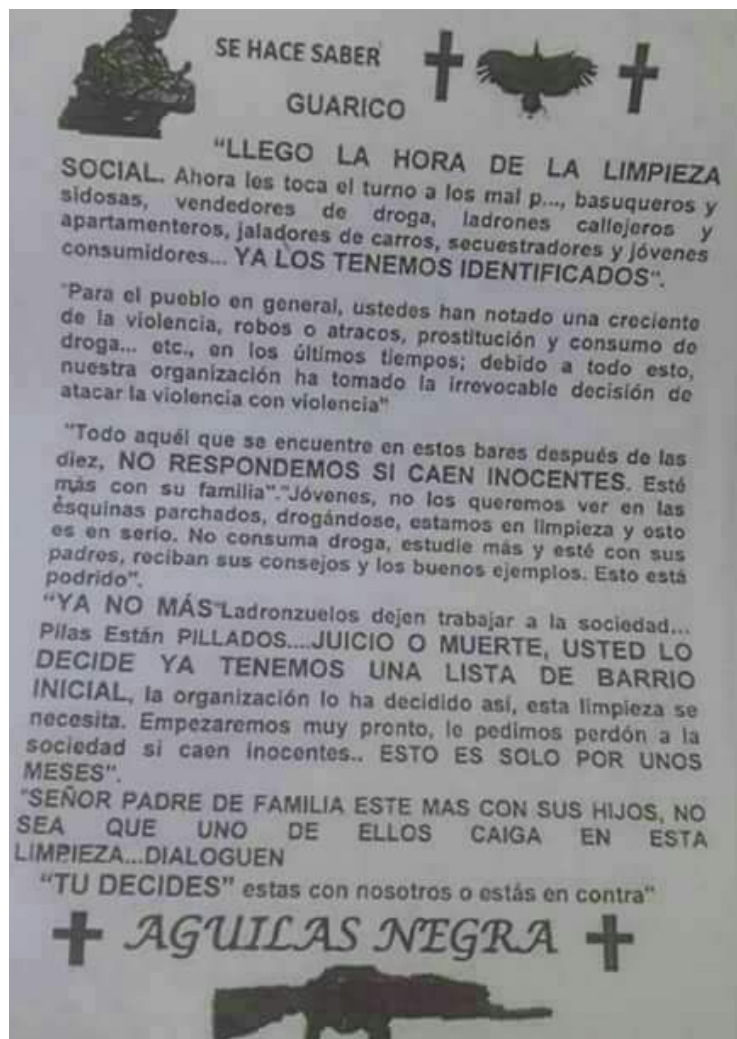 SE HACE SABER
GUARICO
"LLEGO LA HORA DE LA LIMPIEZA
SOCIAL. Ahora les toca el turno a los mal p..., basuqueros y
sidosas, vendedores de droga, ladrones callejeros y
apartamenteros, jaladores de carros, secuestradores y jóvenes
consumidores... YA LOS TENEMOS IDENTIFICADOS".
"Para el pueblo en general, ustedes han notado una creciente
de la violencia, robos o atracos, prostitución y consumo de
droga... etc., en los últimos tiempos; debido a todo esto,
nuestra organización ha tomado la irrevocable decisión de
atacar la violencia con violencia"
"Todo aquél que se encuentre en estos bares después de las
diez, NO RESPONDEMOS SI CAEN INOCENTES. Esté
más con su familia"."Jóvenes, no los queremos ver en las
esquinas parchados, drogándose, estamos en limpieza y esto
es en serio. No consuma droga, estudie más y esté con sus
padres, reciban sus consejos y los buenos ejemplos. Esto está
podrido".
"YA NO MÁS"Ladronzuelos dejen trabajar a la sociedad...
Pilas Están PILLADOS....JUICIO O MUERTE, USTED LO
DECIDE YA TENEMOS UNA LISTA DE BARRIO
INICIAL, la organización lo ha decidido así, esta limpieza se
necesita. Empezaremos muy pronto, le pedimos perdón a la
sociedad si caen inocentes.. ESTO ES SOLO POR UNOS
MESES".
"SEÑOR PADRE DE FAMILIA ESTE MAS CON SUS HIJOS, NO
SEA QUE UNO DE ELLOS CAIGA EN ESTA
LIMPIEZA...DIALOGUEN
"TU DECIDES" estas con nosotros o estás en contra"
AGUILAS NEGRA